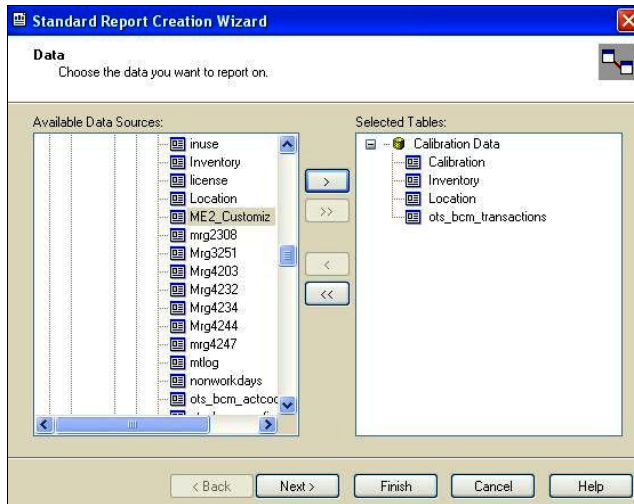 Standard Report Creation Wizard
Data
Choose the data you want to report on.
Available Data Sources:
inuse
Inventory
license
Location
ME2_Customiz
mrg2308
Mrg3251
Mrg4203
Mrg4232
Mrg4234
Mrg4244
mrg4247
mtlog
nonworkdays
ots_bcm_actcoc
>
>>
<
<<
Selected Tables:
Calibration Data
Calibration
Inventory
Location
ots_bcm_transactions
< Back
Next >
Finish
Cancel
Help